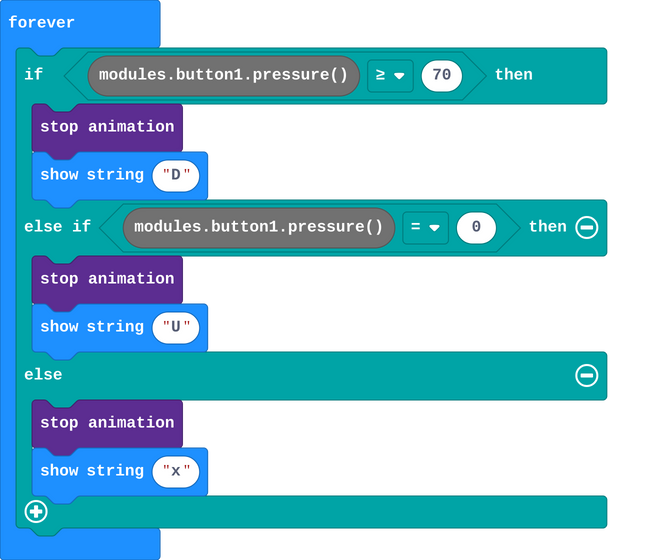 forever
if modules.button1.pressure() ≥ 70 then
stop animation
show string "D"
else if modules.button1.pressure() = 0 then
stop animation
show string "U"
else
stop animation
show string "x"